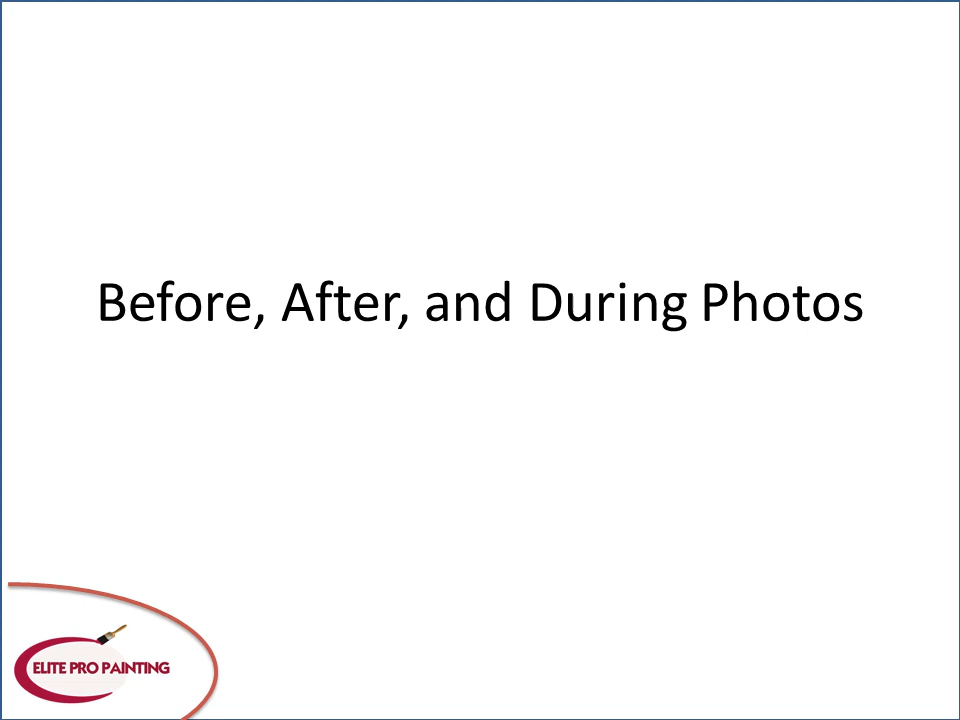 Before, After, and During Photos
ELITE PRO PAINTING